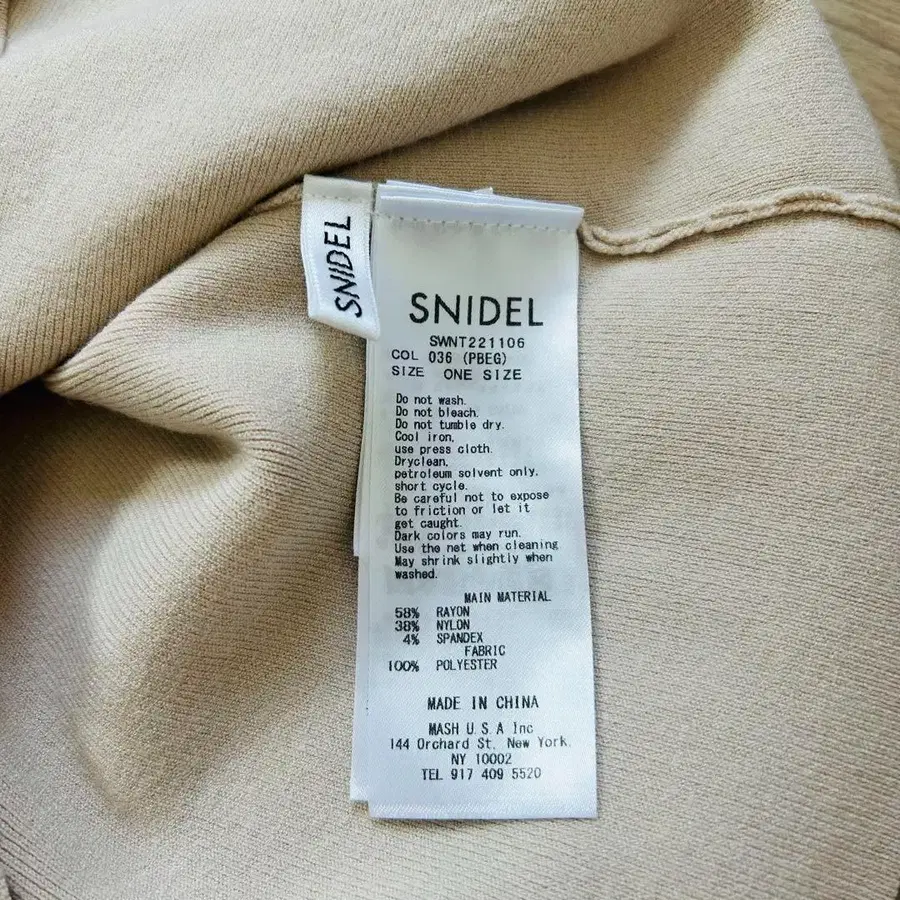 SNIDEL
SNIDEL
SWNT221106
COL 036 (PBEG)
SIZE ONE SIZE
Do not wash.
Do not bleach.
Do not tumble dry.
Cool iron,
use press cloth.
Dryclean,
petroleum solvent only.
short cycle.
Be careful not to expose
to friction or let it
get caught.
Dark colors may run.
Use the net when cleaning
May shrink slightly when
washed.
MAIN MATERIAL
58% RAYON
38% NYLON
4% SPANDEX
FABRIC
100% POLYESTER
MADE IN CHINA
MASH U.S.A Inc
144 Orchard St, New York,
NY 10002
TEL 917 409 5520